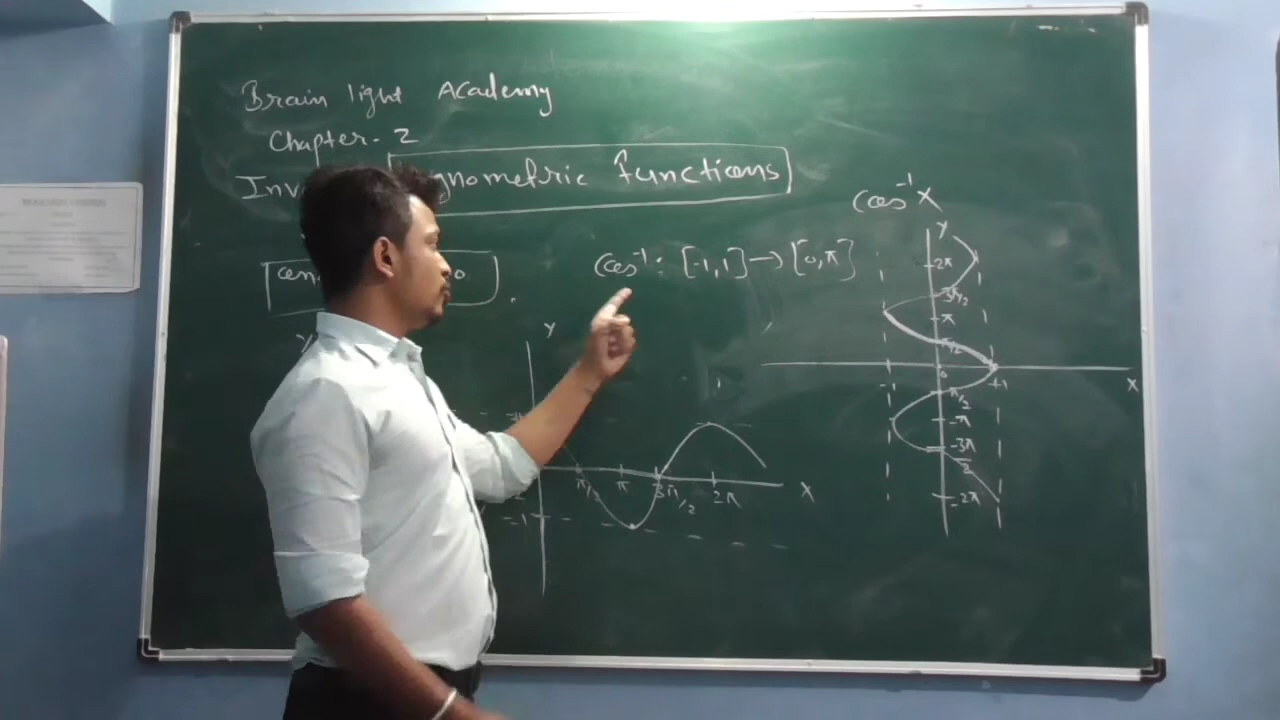 Brain light Academy
Chapter-2
Inv gnometric functions
cos⁻¹ X
cos⁻¹ : [-1,1] → [0,π]
Y
2π
3π/2
π
π/2
0
-1
+1
X
π/2
-π
-3π/2
-2π
Y
Y
π/2
π
3π/2
2π
X
-1